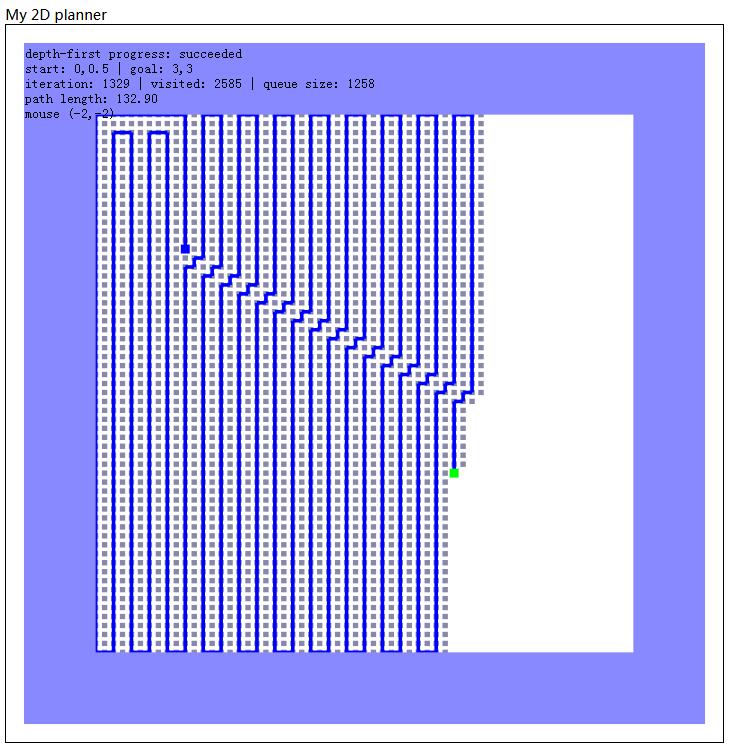 My 2D planner
depth-first progress: succeeded
start: 0,0.5 | goal: 3,3
iteration: 1329 | visited: 2585 | queue size: 1258
path length: 132.90
mouse (-2,-2)